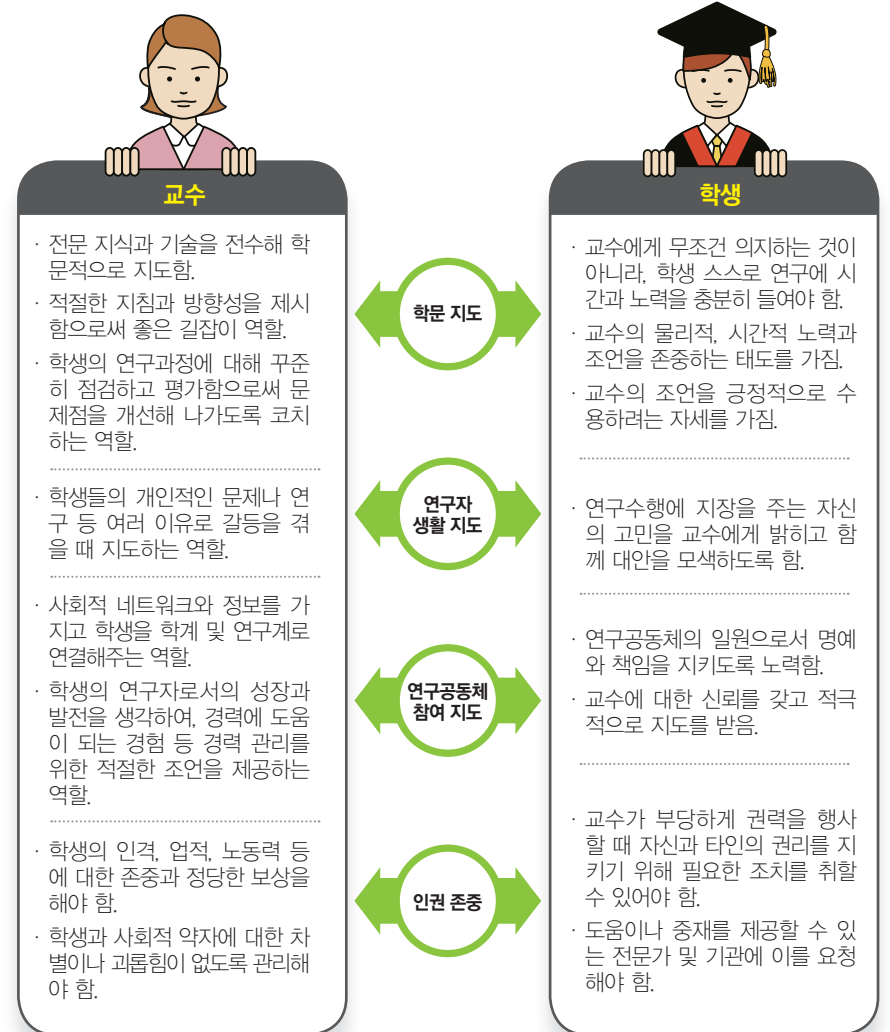 교수
· 전문 지식과 기술을 전수해 학
문적으로 지도함.
· 적절한 지침과 방향성을 제시
함으로써 좋은 길잡이 역할.
· 학생의 연구과정에 대해 꾸준
히 점검하고 평가함으로써 문
제점을 개선해 나가도록 코치
하는 역할.
· 학생들의 개인적인 문제나 연
구 등 여러 이유로 갈등을 겪
을 때 지도하는 역할.
· 사회적 네트워크와 정보를 가
지고 학생을 학계 및 연구계로
연결해주는 역할.
· 학생의 연구자로서의 성장과
발전을 생각하여, 경력에 도움
이 되는 경험 등 경력 관리를
위한 적절한 조언을 제공하는
역할.
· 학생의 인격, 업적, 노동력 등
에 대한 존중과 정당한 보상을
해야 함.
· 학생과 사회적 약자에 대한 차
별이나 괴롭힘이 없도록 관리해
야 함.
학문 지도
연구자
생활 지도
연구공동체
참여 지도
인권 존중
학생
· 교수에게 무조건 의지하는 것이
아니라, 학생 스스로 연구에 시
간과 노력을 충분히 들여야 함.
· 교수의 물리적, 시간적 노력과
조언을 존중하는 태도를 가짐.
· 교수의 조언을 긍정적으로 수
용하려는 자세를 가짐.
· 연구수행에 지장을 주는 자신
의 고민을 교수에게 밝히고 함
께 대안을 모색하도록 함.
· 연구공동체의 일원으로서 명예
와 책임을 지키도록 노력함.
· 교수에 대한 신뢰를 갖고 적극
적으로 지도를 받음.
· 교수가 부당하게 권력을 행사
할 때 자신과 타인의 권리를 지
키기 위해 필요한 조치를 취할
수 있어야 함.
· 도움이나 중재를 제공할 수 있
는 전문가 및 기관에 이를 요청
해야 함.